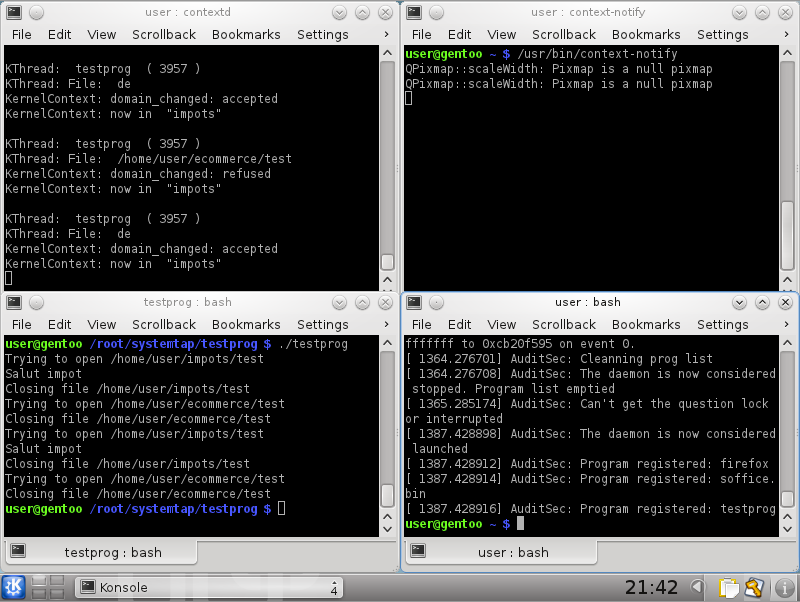 user : contextd
File Edit View Scrollback Bookmarks Settings
KThread:  testprog  ( 3957 )
KThread: File:  de
KernelContext: domain_changed: accepted
KernelContext: now in  "impots"
KThread:  testprog  ( 3957 )
KThread: File:  /home/user/ecommerce/test
KernelContext: domain_changed: refused
KernelContext: now in  "impots"
KThread:  testprog  ( 3957 )
KThread: File:  de
KernelContext: domain_changed: accepted
KernelContext: now in  "impots"
user : context-notify
File Edit View Scrollback Bookmarks Settings
user@gentoo ~ $ /usr/bin/context-notify
QPixmap::scaleWidth: Pixmap is a null pixmap
QPixmap::scaleWidth: Pixmap is a null pixmap
testprog : bash
File Edit View Scrollback Bookmarks Settings
user@gentoo /root/systemtap/testprog $ ./testprog
Trying to open /home/user/impots/test
Salut impot
Closing file /home/user/impots/test
Trying to open /home/user/ecommerce/test
Closing file /home/user/ecommerce/test
Trying to open /home/user/impots/test
Salut impot
Closing file /home/user/impots/test
Trying to open /home/user/ecommerce/test
Closing file /home/user/ecommerce/test
user@gentoo /root/systemtap/testprog $
testprog : bash
user : bash
File Edit View Scrollback Bookmarks Settings
fffffff to 0xcb20f595 on event 0.
[ 1364.276701] AuditSec: Cleanning prog list
[ 1364.276708] AuditSec: The daemon is now considered
 stopped. Program list emptied
[ 1365.285174] AuditSec: Can't get the question lock
or interrupted
[ 1387.428898] AuditSec: The daemon is now considered
 launched
[ 1387.428912] AuditSec: Program registered: firefox
[ 1387.428914] AuditSec: Program registered: soffice.
bin
[ 1387.428916] AuditSec: Program registered: testprog
user@gentoo ~ $
user : bash
Konsole 4
21:42